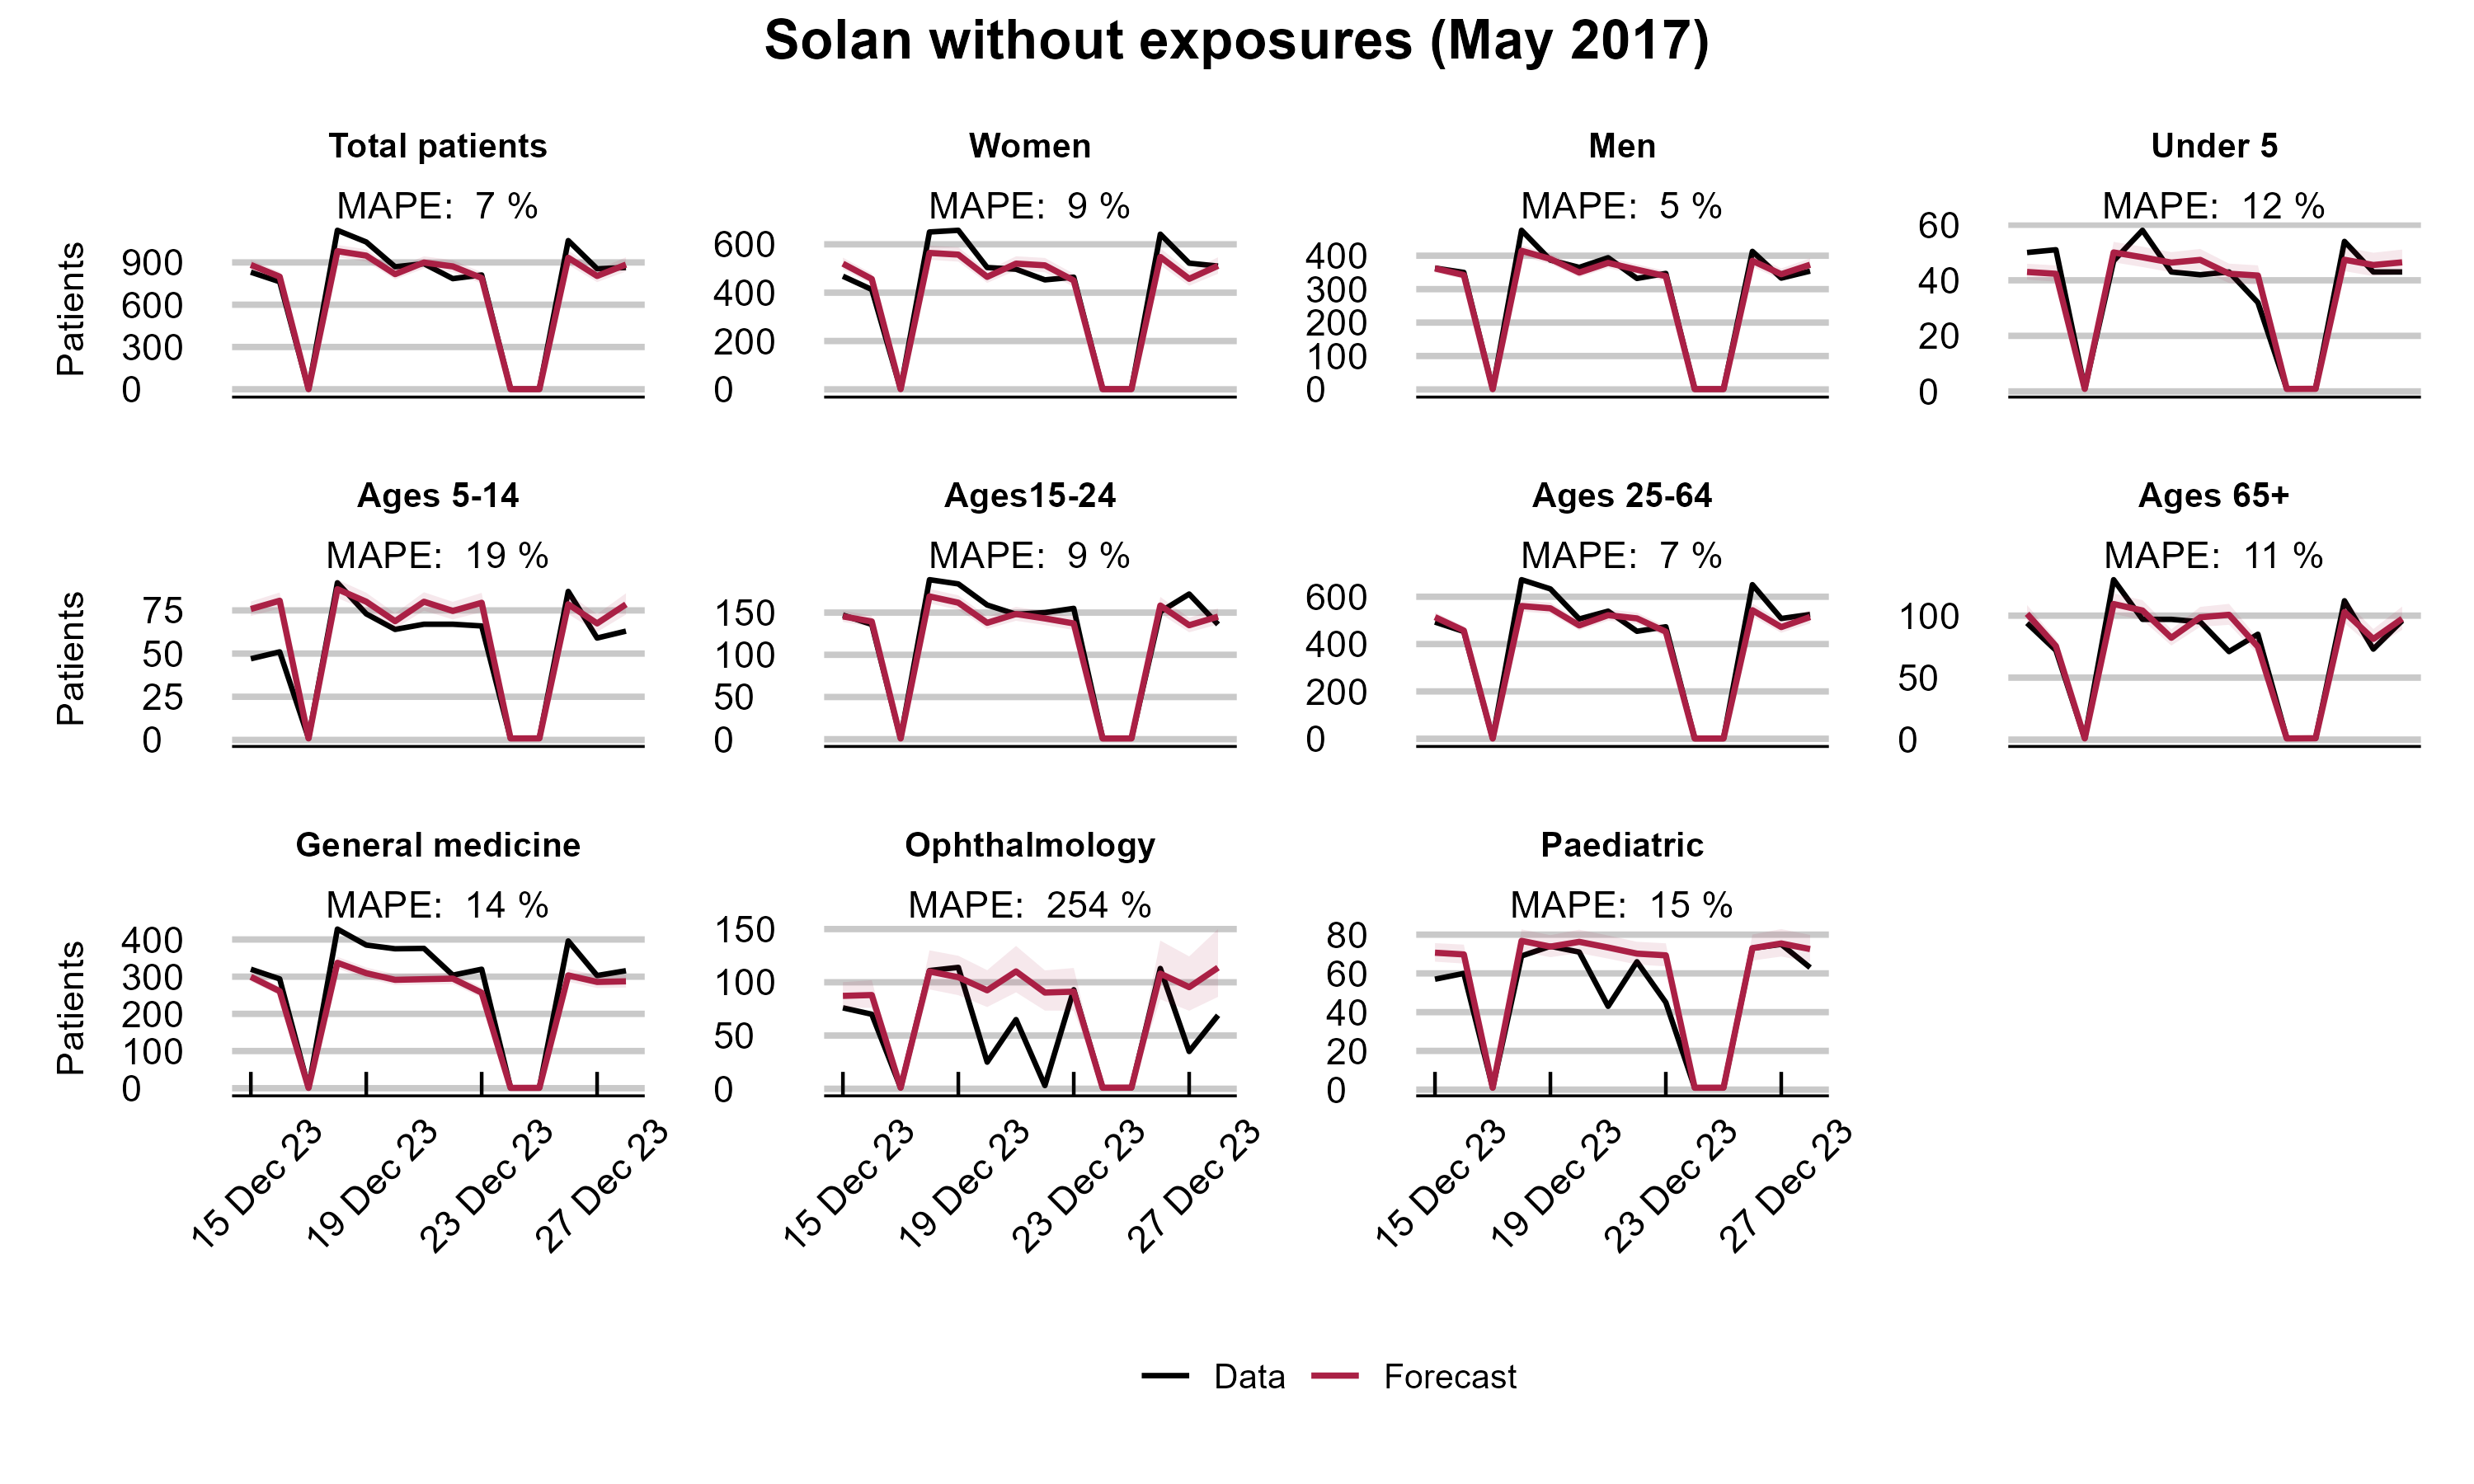 Solan without exposures (May 2017)
Total patients
MAPE: 7 %
Patients
900
600
300
0
Women
MAPE: 9 %
600
400
200
0
Men
MAPE: 5 %
400
300
200
100
0
Under 5
MAPE: 12 %
60
40
20
0
Ages 5-14
MAPE: 19 %
Patients
75
50
25
0
Ages15-24
MAPE: 9 %
150
100
50
0
Ages 25-64
MAPE: 7 %
600
400
200
0
Ages 65+
MAPE: 11 %
100
50
0
General medicine
MAPE: 14 %
Patients
400
300
200
100
0
15 Dec 23
19 Dec 23
23 Dec 23
27 Dec 23
Ophthalmology
MAPE: 254 %
150
100
50
0
15 Dec 23
19 Dec 23
23 Dec 23
27 Dec 23
Paediatric
MAPE: 15 %
80
60
40
20
0
15 Dec 23
19 Dec 23
23 Dec 23
27 Dec 23
Data
Forecast